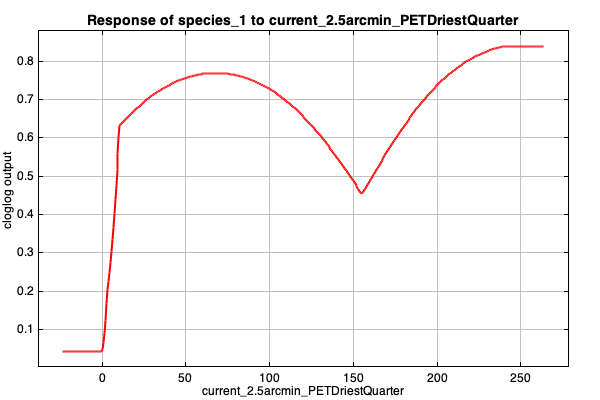 Response of species_1 to current_2.5arcmin_PETDriestQuarter
cloglog output
0.8
0.7
0.6
0.5
0.4
0.3
0.2
0.1
0 50 100 150 200 250
current_2.5arcmin_PETDriestQuarter